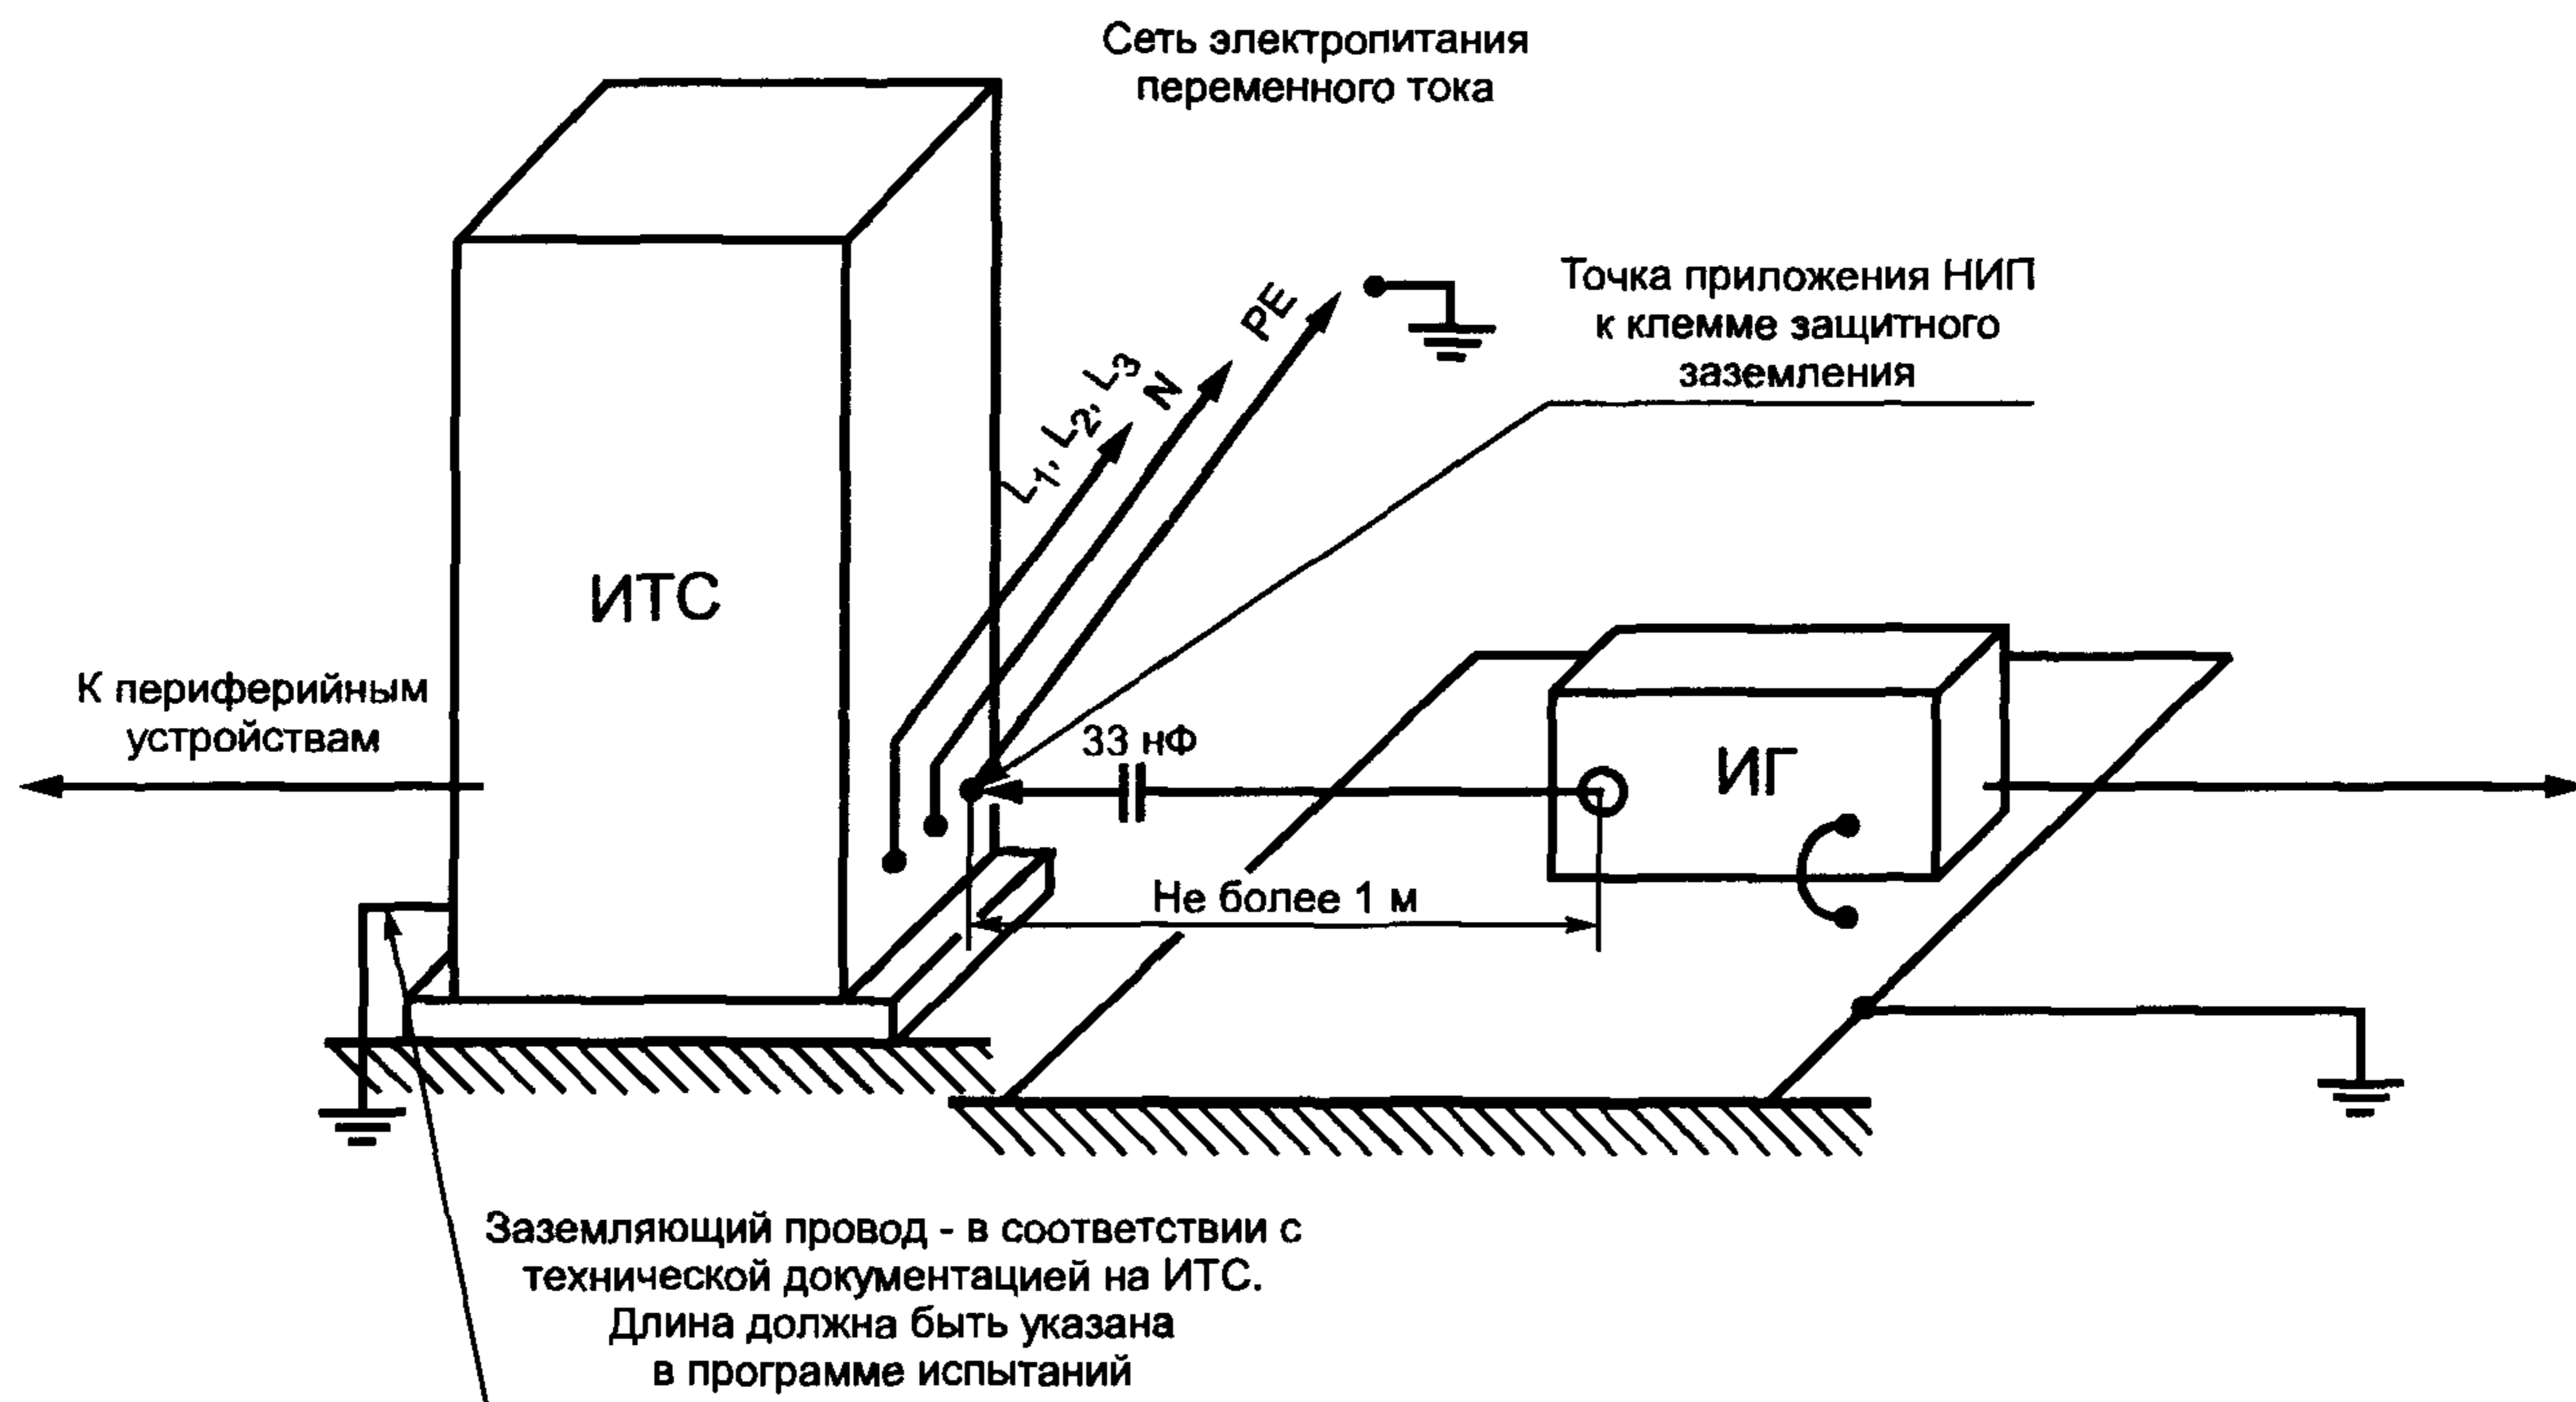 Сеть электропитания
переменного тока
Точка приложения НИП
к клемме защитного
заземления
PE
N
L1, L2, L3
ИТС
К периферийным
устройствам
33 нФ
ИГ
Не более 1 м
Заземляющий провод - в соответствии с
технической документацией на ИТС.
Длина должна быть указана
в программе испытаний